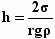 h = 2σ / rgρ